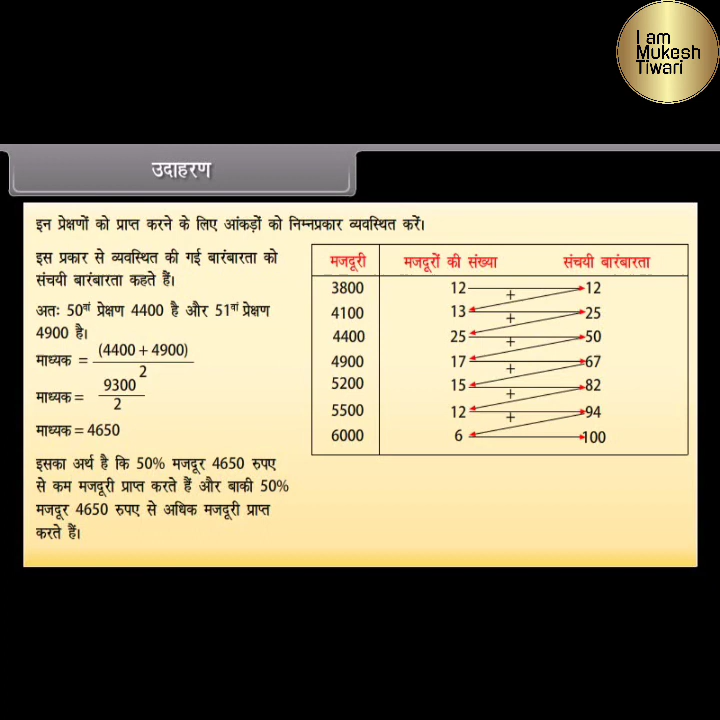 I am
Mukesh
Tiwari
उदाहरण
इन प्रेक्षणों को प्राप्त करने के लिए आंकड़ों को निम्नप्रकार व्यवस्थित करें।
इस प्रकार से व्यवस्थित की गई बारंबारता को
संचयी बारंबारता कहते हैं।
अतः 50वां प्रेक्षण 4400 है और 51वां प्रेक्षण
4900 है।
माध्यक = (4400 + 4900)
2
माध्यक = 9300
2
माध्यक = 4650
इसका अर्थ है कि 50% मजदूर 4650 रुपए
से कम मजदूरी प्राप्त करते हैं और बाकी 50%
मजदूर 4650 रुपए से अधिक मजदूरी प्राप्त
करते हैं।
मजदूरी मजदूरों की संख्या संचयी बारंबारता
3800 12 12
+
4100 13 25
+
4400 25 50
+
4900 17 67
+
5200 15 82
+
5500 12 94
+
6000 6 100